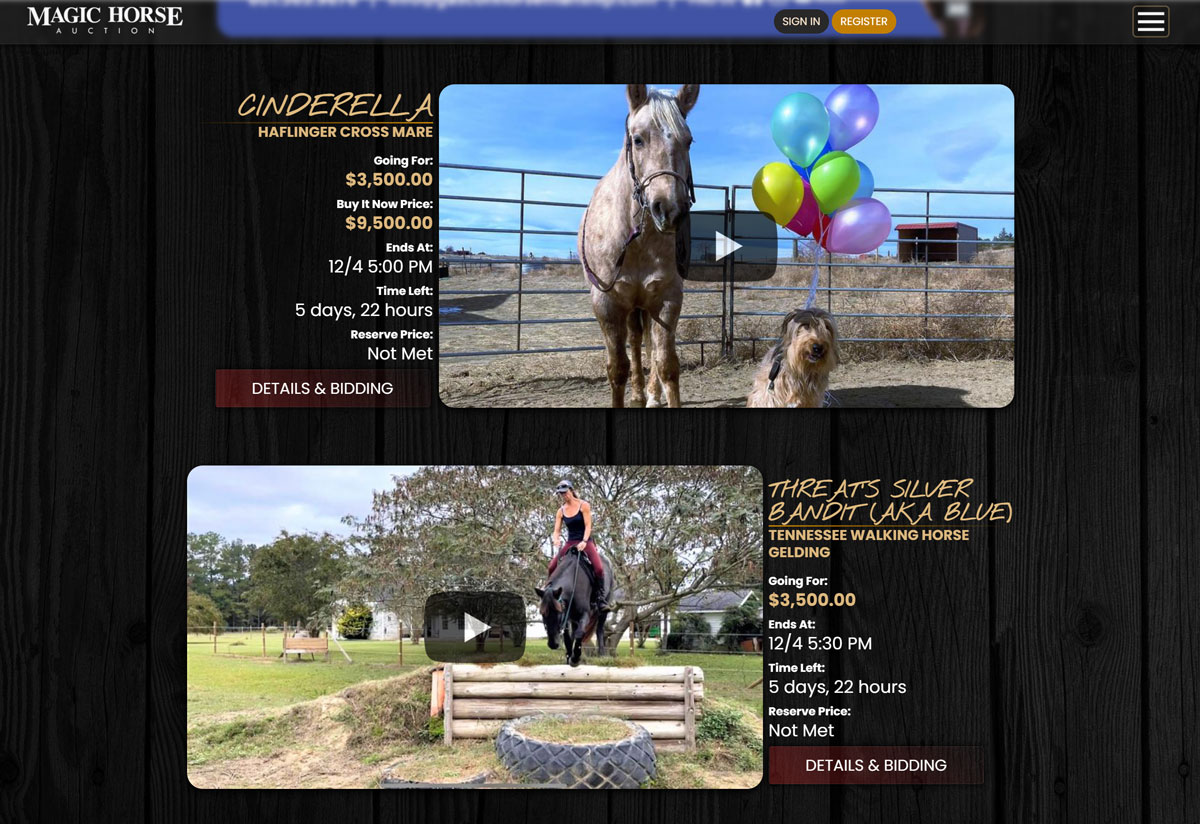 MAGIC HORSE
AUCTION
SIGN IN
REGISTER
CINDERELLA
HAFLINGER CROSS MARE
Going For:
$3,500.00
Buy It Now Price:
$9,500.00
Ends At:
12/4 5:00 PM
Time Left:
5 days, 22 hours
Reserve Price:
Not Met
DETAILS & BIDDING
THREATS SILVER
BANDIT (AKA BLUE)
TENNESSEE WALKING HORSE
GELDING
Going For:
$3,500.00
Ends At:
12/4 5:30 PM
Time Left:
5 days, 22 hours
Reserve Price:
Not Met
DETAILS & BIDDING